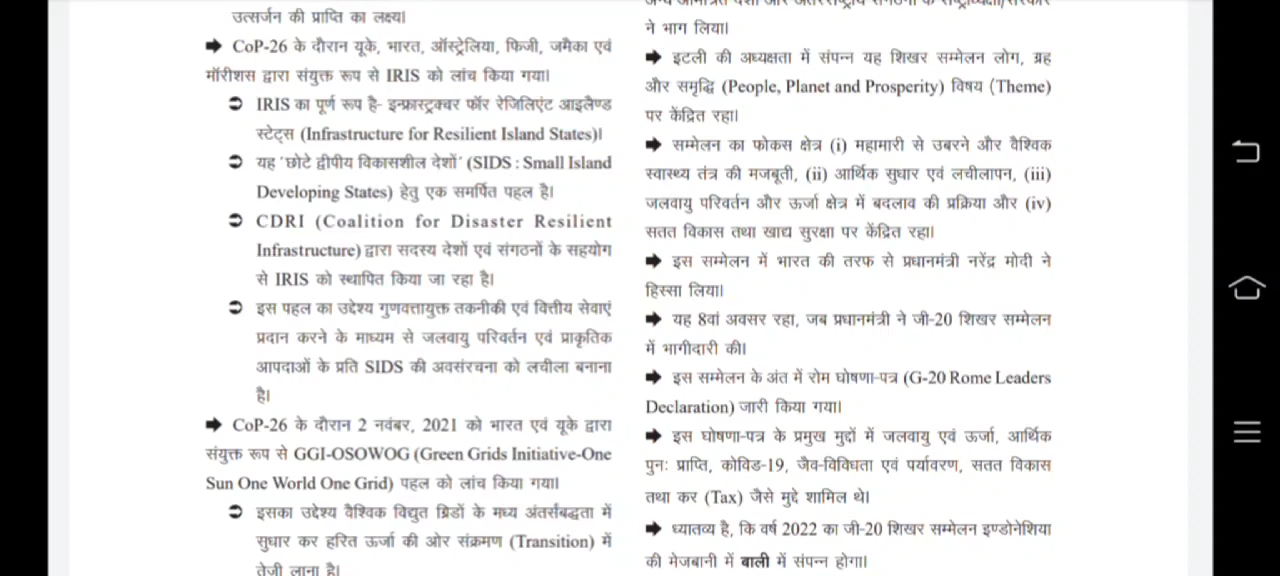 उत्सर्जन की प्राप्ति का लक्ष्य।
➡ CoP-26 के दौरान यूके, भारत, ऑस्ट्रेलिया, फिजी, जमैका एवं
मॉरीशस द्वारा संयुक्त रूप से IRIS को लांच किया गया।
➲ IRIS का पूर्ण रूप है- इन्फ्रास्ट्रक्चर फॉर रेजिलिएंट आइलैण्ड
स्टेट्स (Infrastructure for Resilient Island States)।
➲ यह 'छोटे द्वीपीय विकासशील देशों' (SIDS : Small Island
Developing States) हेतु एक समर्पित पहल है।
➲ CDRI (Coalition for Disaster Resilient
Infrastructure) द्वारा सदस्य देशों एवं संगठनों के सहयोग
से IRIS को स्थापित किया जा रहा है।
➲ इस पहल का उद्देश्य गुणवत्तायुक्त तकनीकी एवं वित्तीय सेवाएं
प्रदान करने के माध्यम से जलवायु परिवर्तन एवं प्राकृतिक
आपदाओं के प्रति SIDS की अवसंरचना को लचीला बनाना
है।
➡ CoP-26 के दौरान 2 नवंबर, 2021 को भारत एवं यूके द्वारा
संयुक्त रूप से GGI-OSOWOG (Green Grids Initiative-One
Sun One World One Grid) पहल को लांच किया गया।
➲ इसका उद्देश्य वैश्विक विद्युत ग्रिडों के मध्य अंतर्संबद्धता में
सुधार कर हरित ऊर्जा की ओर संक्रमण (Transition) में
तेजी लाना है।
ने भाग लिया।
➡ इटली की अध्यक्षता में संपन्न यह शिखर सम्मेलन लोग, ग्रह
और समृद्धि (People, Planet and Prosperity) विषय (Theme)
पर केंद्रित रहा।
➡ सम्मेलन का फोकस क्षेत्र (i) महामारी से उबरने और वैश्विक
स्वास्थ्य तंत्र की मजबूती, (ii) आर्थिक सुधार एवं लचीलापन, (iii)
जलवायु परिवर्तन और ऊर्जा क्षेत्र में बदलाव की प्रक्रिया और (iv)
सतत विकास तथा खाद्य सुरक्षा पर केंद्रित रहा।
➡ इस सम्मेलन में भारत की तरफ से प्रधानमंत्री नरेंद्र मोदी ने
हिस्सा लिया।
➡ यह 8वां अवसर रहा, जब प्रधानमंत्री ने जी-20 शिखर सम्मेलन
में भागीदारी की।
➡ इस सम्मेलन के अंत में रोम घोषणा-पत्र (G-20 Rome Leaders
Declaration) जारी किया गया।
➡ इस घोषणा-पत्र के प्रमुख मुद्दों में जलवायु एवं ऊर्जा, आर्थिक
पुनः प्राप्ति, कोविड-19, जैव-विविधता एवं पर्यावरण, सतत विकास
तथा कर (Tax) जैसे मुद्दे शामिल थे।
➡ ध्यातव्य है, कि वर्ष 2022 का जी-20 शिखर सम्मेलन इण्डोनेशिया
की मेजबानी में बाली में संपन्न होगा।